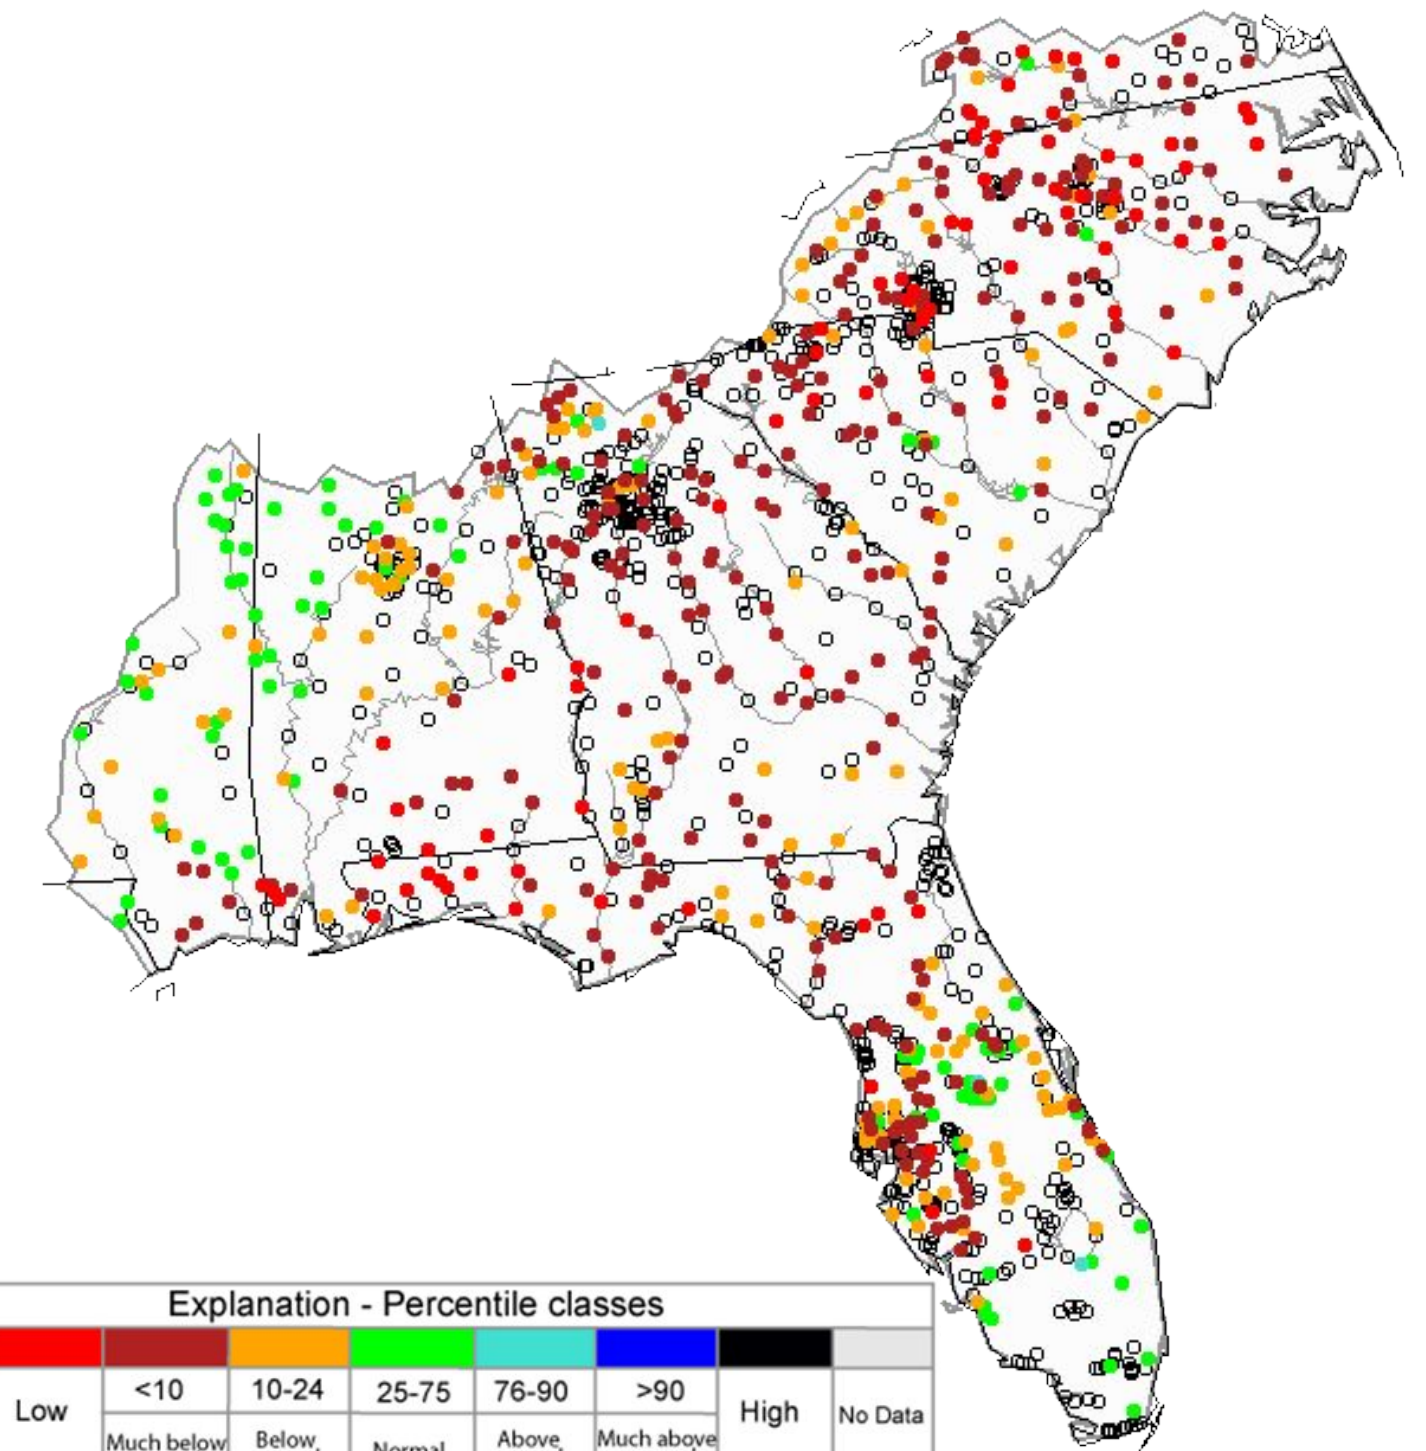 Explanation - Percentile classes
<10 10-24 25-75 76-90 >90
Low High No Data
Much below Below, Normal Above, Much above